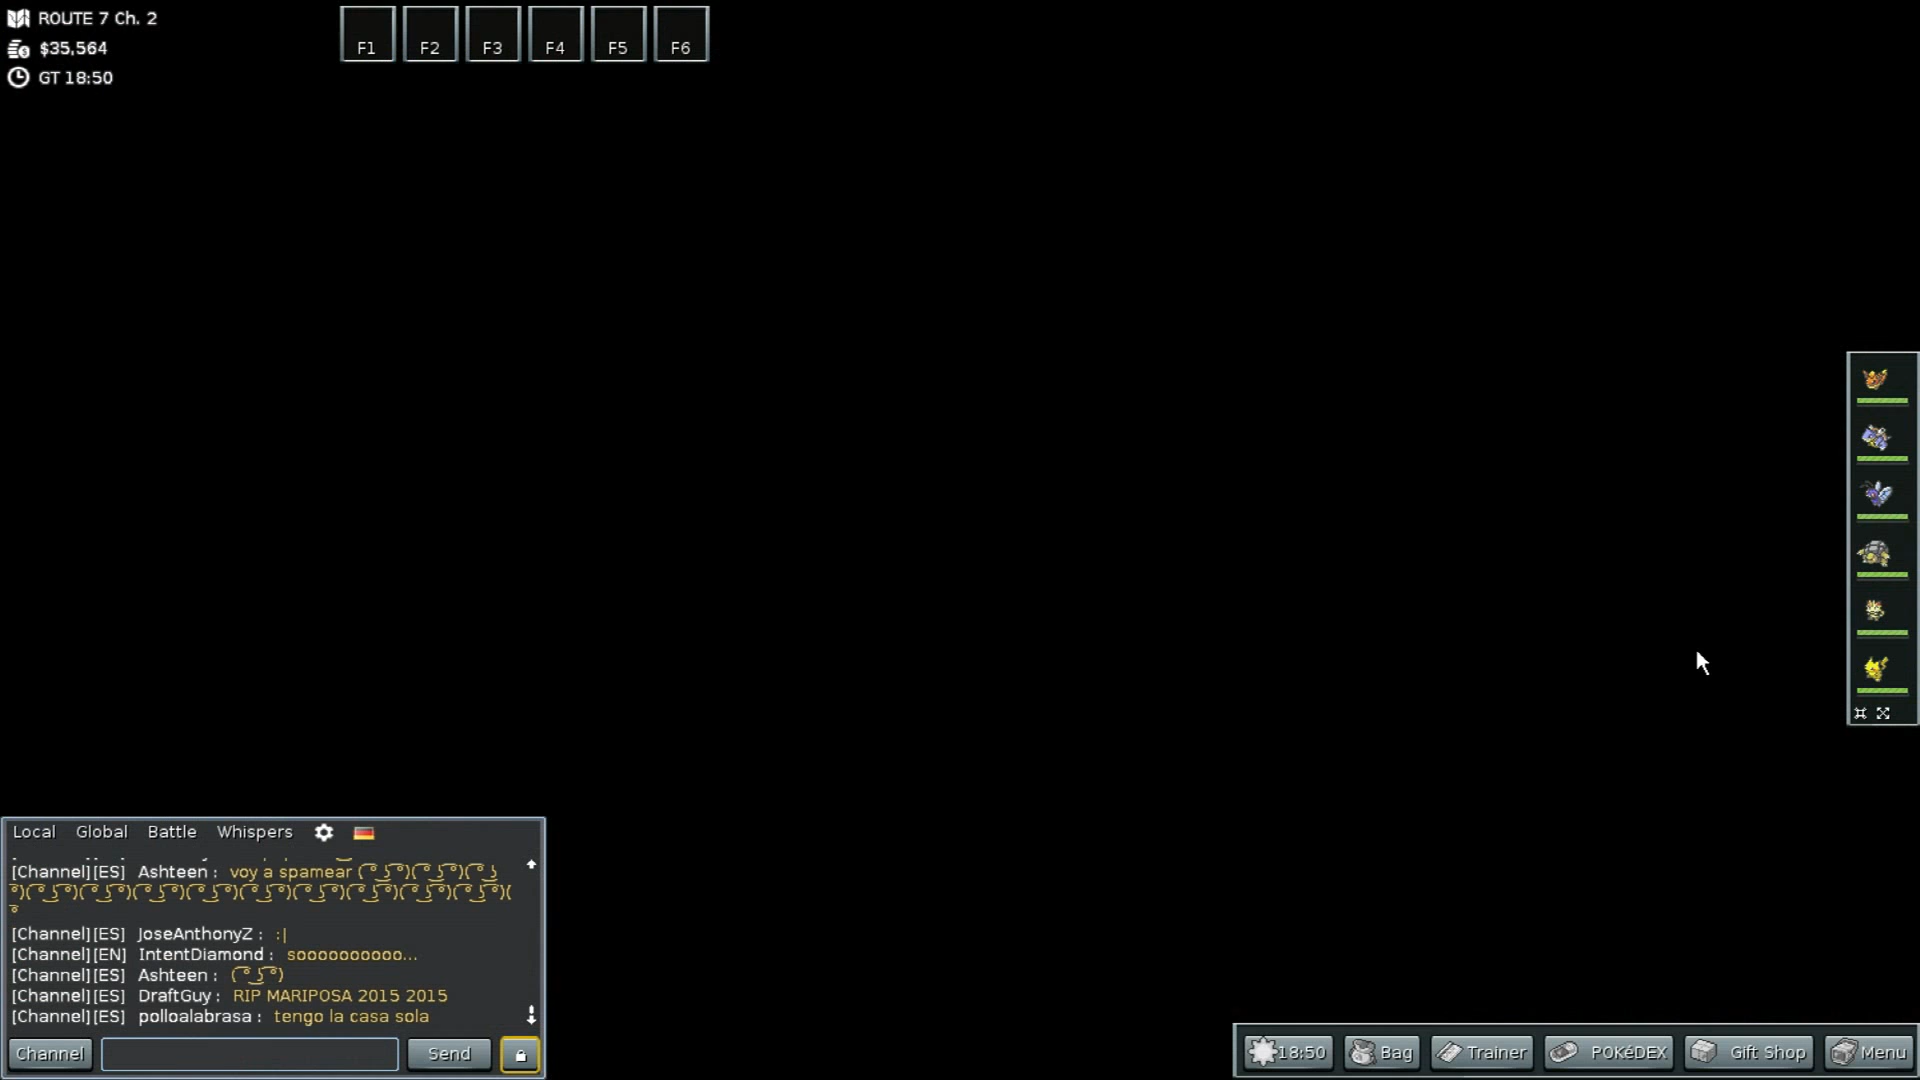 ROUTE 7 Ch. 2
$35,564
GT 18:50
F1 F2 F3 F4 F5 F6
Local Global Battle Whispers
[Channel][ES] Ashteen : voy a spamear ( ͡° ͜ʖ ͡°)( ͡° ͜ʖ ͡°)( ͡° ͜ʖ
͡°)( ͡° ͜ʖ ͡°)( ͡° ͜ʖ ͡°)( ͡° ͜ʖ ͡°)( ͡° ͜ʖ ͡°)( ͡° ͜ʖ ͡°)( ͡° ͜ʖ ͡°)( ͡° ͜ʖ ͡°)( ͡° ͜ʖ ͡°)( ͡° ͜ʖ ͡°)(
͡°
[Channel][ES] JoseAnthonyZ : :|
[Channel][EN] IntentDiamond : soooooooooo...
[Channel][ES] Ashteen : ( ͡° ͜ʖ ͡°)
[Channel][ES] DraftGuy : RIP MARIPOSA 2015 2015
[Channel][ES] polloalabrasa : tengo la casa sola
Channel Send
18:50 Bag Trainer POKéDEX Gift Shop Menu